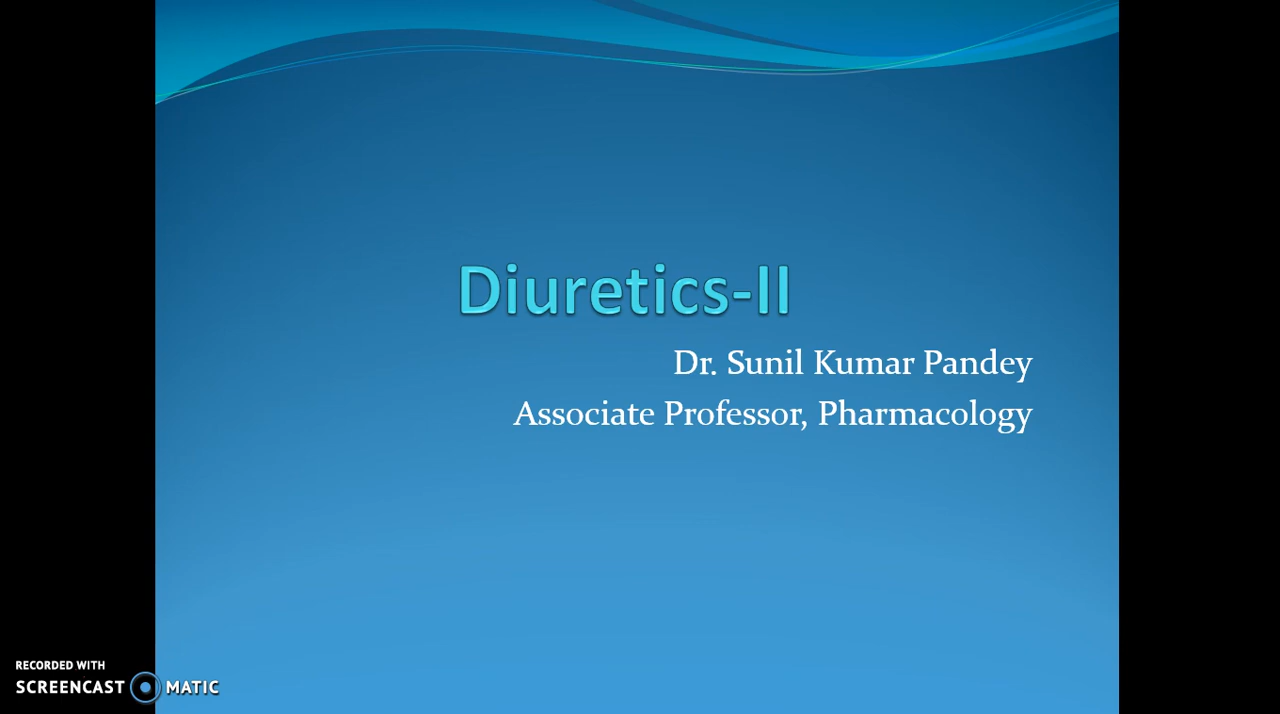 Diuretics-II
Dr. Sunil Kumar Pandey
Associate Professor, Pharmacology
RECORDED WITH
SCREENCAST MATIC